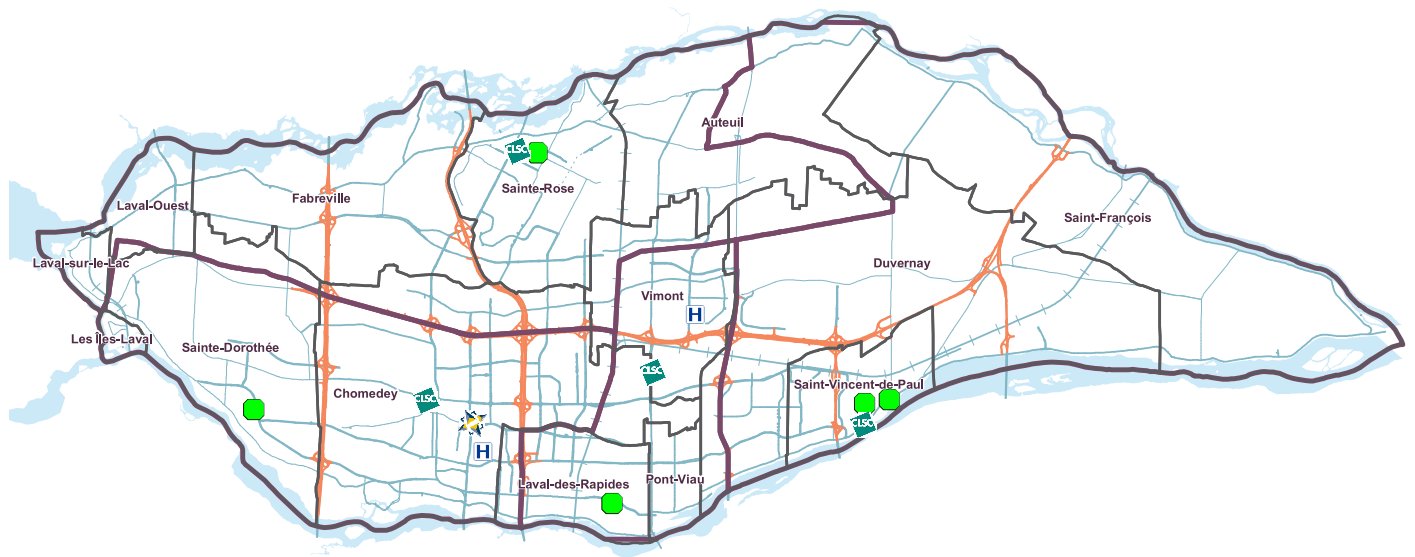 Auteuil
CLSC
Sainte-Rose
Fabreville
Laval-Ouest
Saint-François
Laval-sur-le-Lac
Duvernay
Vimont
H
Les Îles-Laval
Sainte-Dorothée
CLSC
Saint-Vincent-de-Paul
Chomedey
CLSC
CLSC
H
Laval-des-Rapides
Pont-Viau